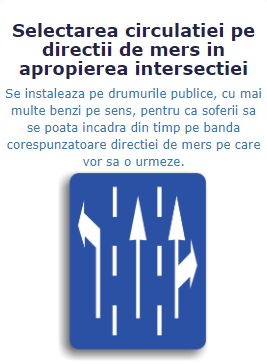 Selectarea circulatiei pe
directii de mers in
apropierea intersectiei
Se instaleaza pe drumurile publice, cu mai
multe benzi pe sens, pentru ca soferii sa
se poata incadra din timp pe banda
corespunzatoare directiei de mers pe care
vor sa o urmeze.